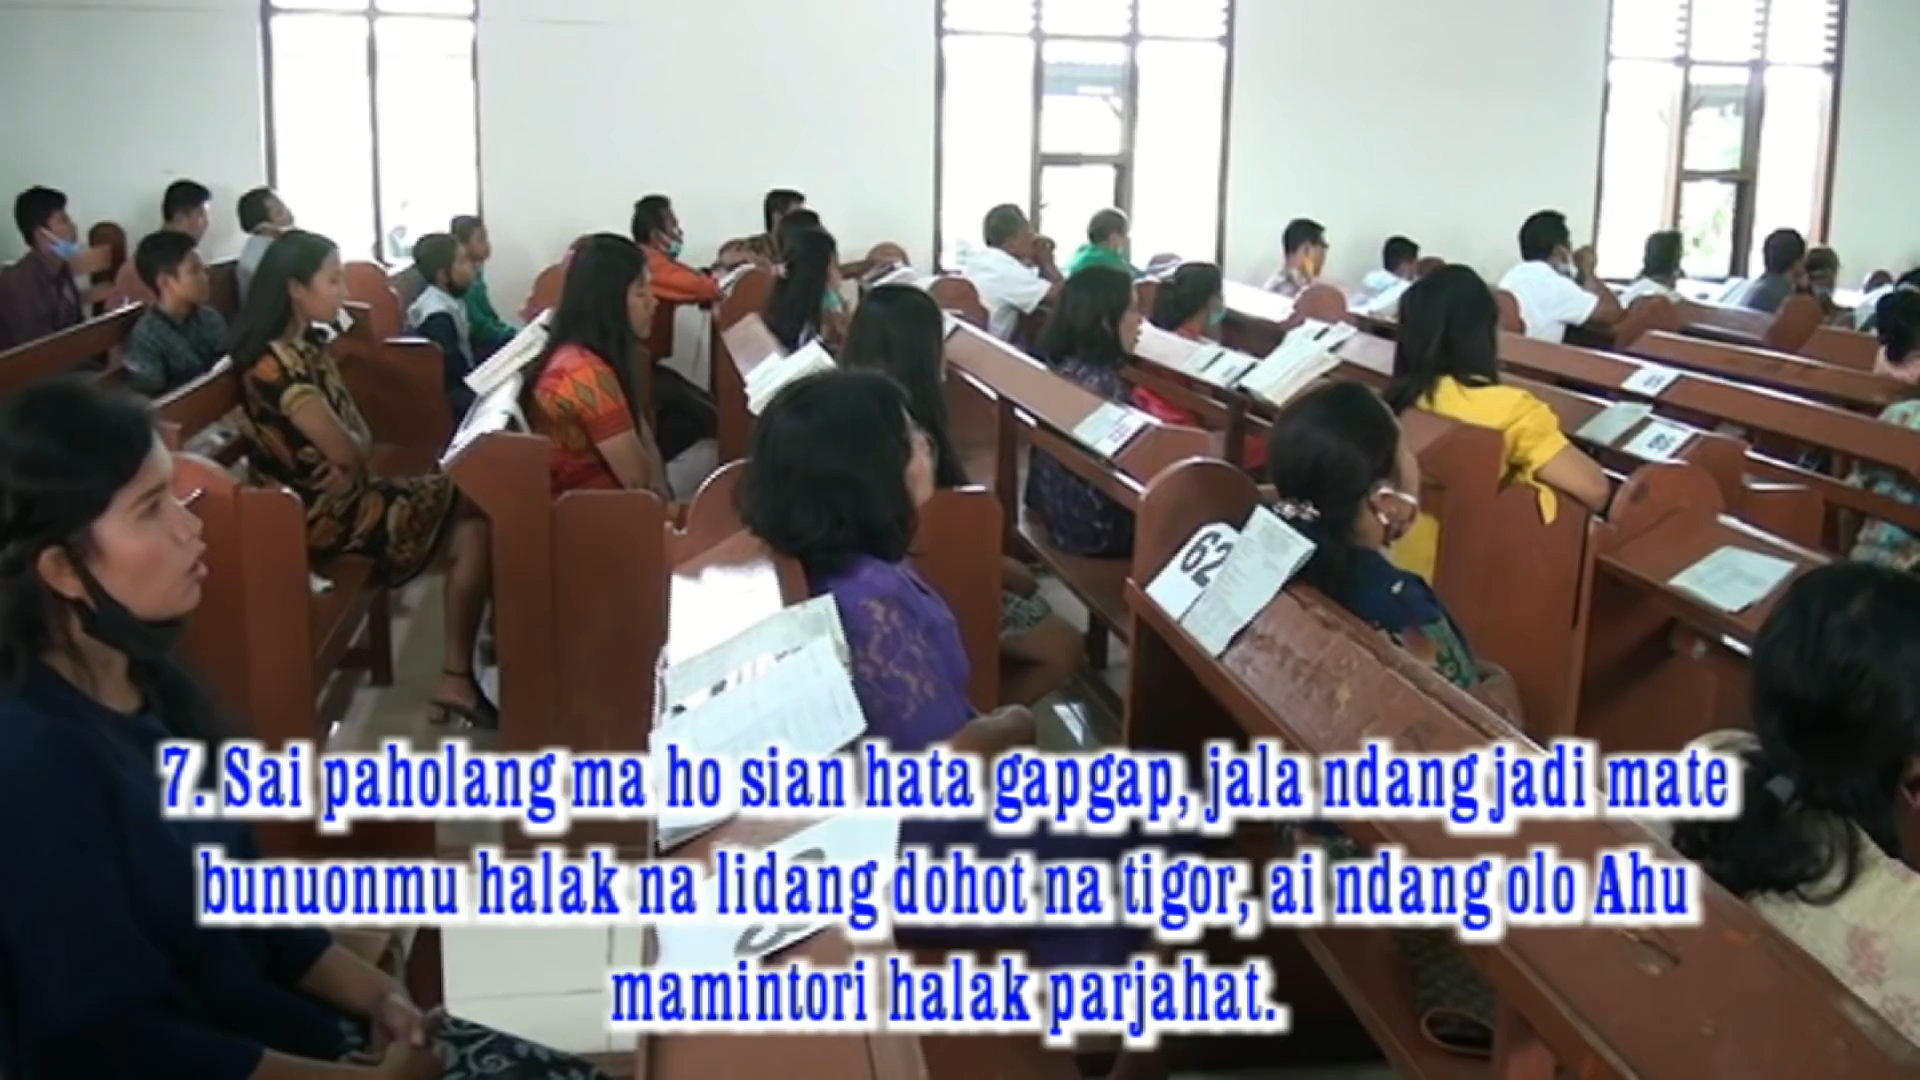 62
7. Sai paholang ma ho sian hata gapgap, jala ndang jadi mate
bunuonmu halak na lidang dohot na tigor, ai ndang olo Ahu
mamintori halak parjahat.